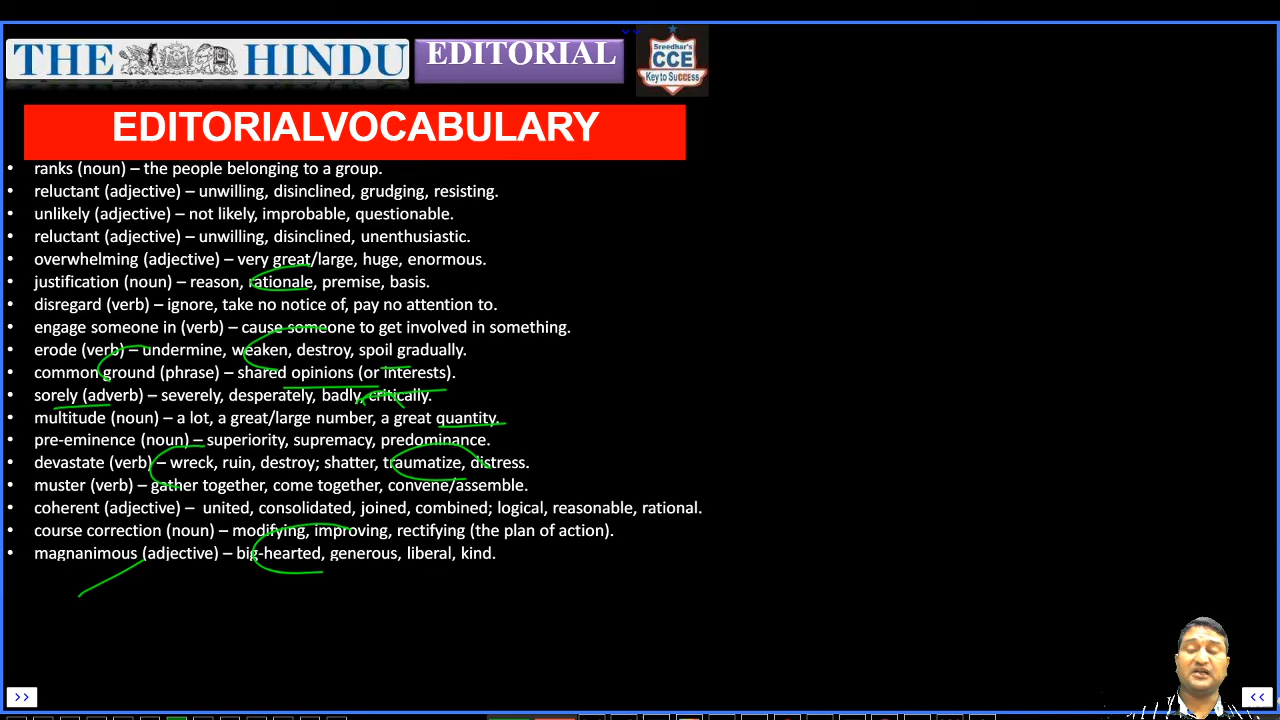 THE HINDU
EDITORIAL
Sreedhar's
CCE
Key to Success
EDITORIALVOCABULARY
• ranks (noun) – the people belonging to a group.
• reluctant (adjective) – unwilling, disinclined, grudging, resisting.
• unlikely (adjective) – not likely, improbable, questionable.
• reluctant (adjective) – unwilling, disinclined, unenthusiastic.
• overwhelming (adjective) – very great/large, huge, enormous.
• justification (noun) – reason, rationale, premise, basis.
• disregard (verb) – ignore, take no notice of, pay no attention to.
• engage someone in (verb) – cause someone to get involved in something.
• erode (verb) – undermine, weaken, destroy, spoil gradually.
• common ground (phrase) – shared opinions (or interests).
• sorely (adverb) – severely, desperately, badly, critically.
• multitude (noun) – a lot, a great/large number, a great quantity.
• pre-eminence (noun) – superiority, supremacy, predominance.
• devastate (verb) – wreck, ruin, destroy; shatter, traumatize, distress.
• muster (verb) – gather together, come together, convene/assemble.
• coherent (adjective) – united, consolidated, joined, combined; logical, reasonable, rational.
• course correction (noun) – modifying, improving, rectifying (the plan of action).
• magnanimous (adjective) – big-hearted, generous, liberal, kind.
>> <<